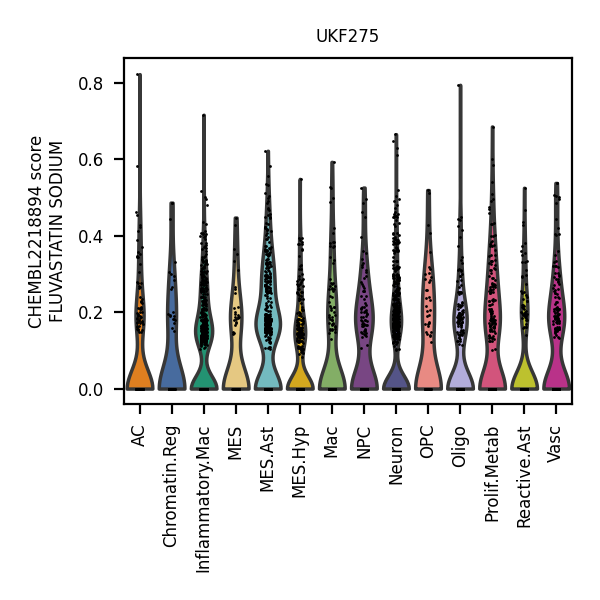 UKF275
CHEMBL2218894 score
FLUVASTATIN SODIUM
0.8
0.6
0.4
0.2
0.0
AC
Chromatin.Reg
Inflammatory.Mac
MES
MES.Ast
MES.Hyp
Mac
NPC
Neuron
OPC
Oligo
Prolif.Metab
Reactive.Ast
Vasc